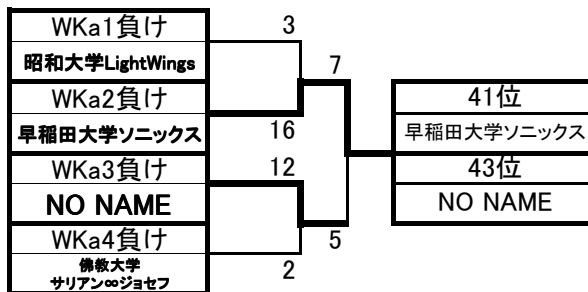 WKa1負け
昭和大学LightWings
WKa2負け
早稲田大学ソニックス
WKa3負け
NO NAME
WKa4負け
佛教大学
サリアン∞ジョセフ
3
16
12
2
7
5
41位
早稲田大学ソニックス
43位
NO NAME